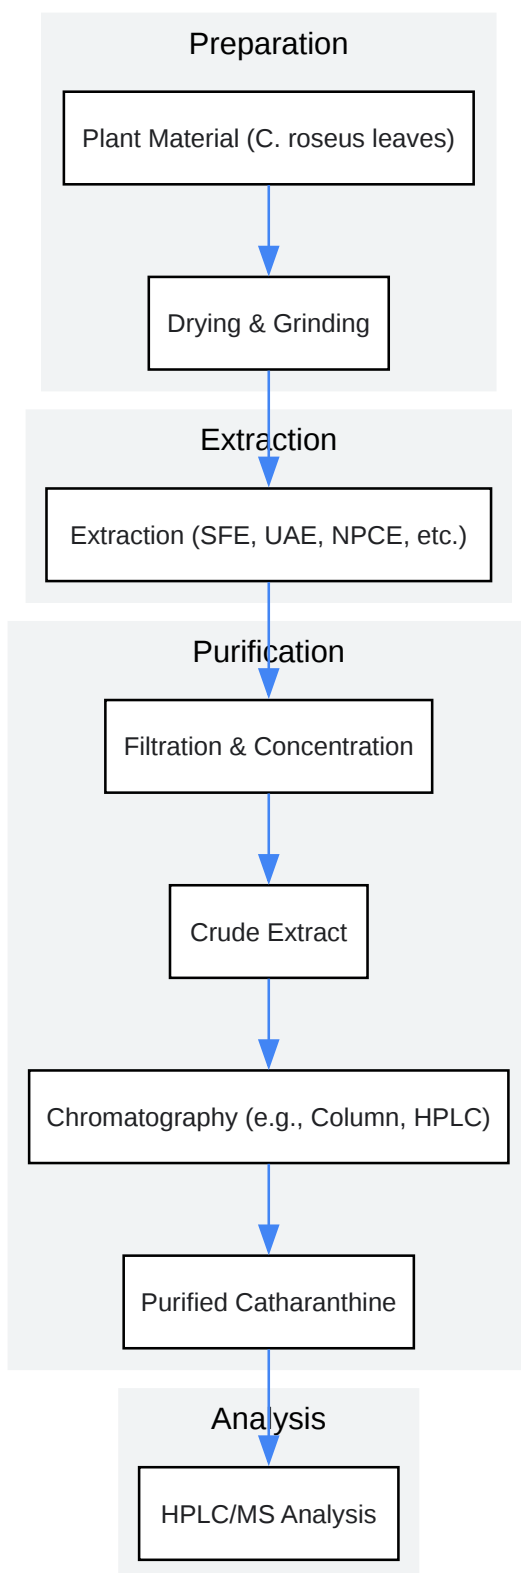 Preparation
Plant Material (C. roseus leaves)
Drying & Grinding
Extraction
Extraction (SFE, UAE, NPCE, etc.)
Purification
Filtration & Concentration
Crude Extract
Chromatography (e.g., Column, HPLC)
Purified Catharanthine
Analysis
HPLC/MS Analysis